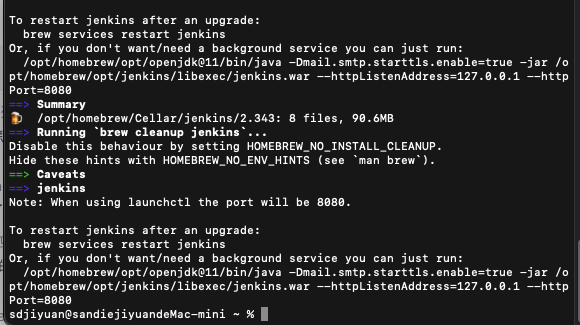 To restart jenkins after an upgrade:
  brew services restart jenkins
Or, if you don't want/need a background service you can just run:
  /opt/homebrew/opt/openjdk@11/bin/java -Dmail.smtp.starttls.enable=true -jar /o
pt/homebrew/opt/jenkins/libexec/jenkins.war --httpListenAddress=127.0.0.1 --http
Port=8080
==> Summary
🍺  /opt/homebrew/Cellar/jenkins/2.343: 8 files, 90.6MB
==> Running `brew cleanup jenkins`...
Disable this behaviour by setting HOMEBREW_NO_INSTALL_CLEANUP.
Hide these hints with HOMEBREW_NO_ENV_HINTS (see `man brew`).
==> Caveats
==> jenkins
Note: When using launchctl the port will be 8080.

To restart jenkins after an upgrade:
  brew services restart jenkins
Or, if you don't want/need a background service you can just run:
  /opt/homebrew/opt/openjdk@11/bin/java -Dmail.smtp.starttls.enable=true -jar /o
pt/homebrew/opt/jenkins/libexec/jenkins.war --httpListenAddress=127.0.0.1 --http
Port=8080
sdjiyuan@sandiejiyuandeMac-mini ~ %